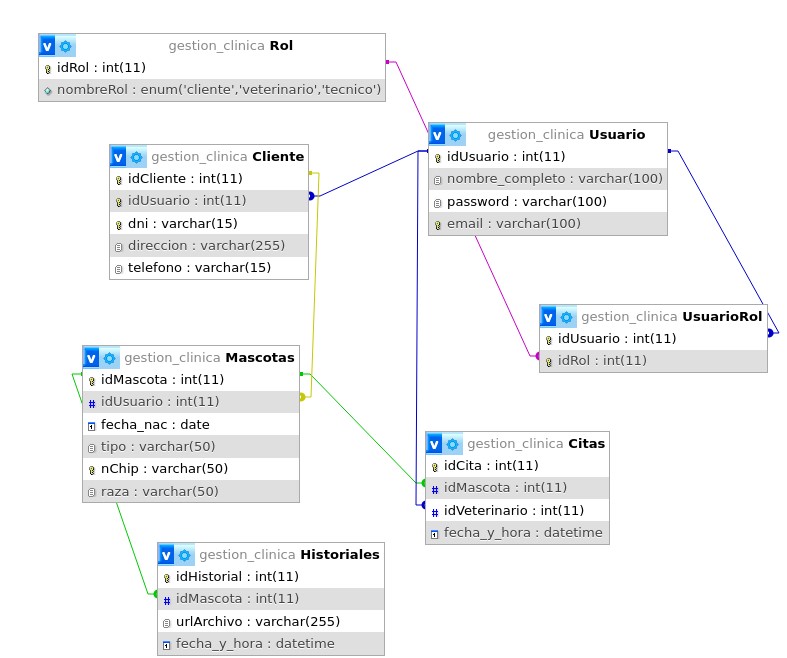 gestion_clinica Rol
idRol : int(11)
nombreRol : enum('cliente','veterinario','tecnico')
v gestion_clinica Usuario
idUsuario : int(11)
nombre_completo : varchar(100)
password : varchar(100)
email : varchar(100)
v gestion_clinica Cliente
idCliente : int(11)
idUsuario : int(11)
dni : varchar(15)
direccion : varchar(255)
telefono : varchar(15)
v gestion_clinica UsuarioRol
idUsuario : int(11)
idRol : int(11)
v gestion_clinica Mascotas
idMascota : int(11)
# idUsuario : int(11)
fecha_nac : date
tipo : varchar(50)
nChip : varchar(50)
raza : varchar(50)
v gestion_clinica Citas
idCita : int(11)
# idMascota : int(11)
# idVeterinario : int(11)
fecha_y_hora : datetime
v gestion_clinica Historiales
idHistorial : int(11)
# idMascota : int(11)
urlArchivo : varchar(255)
fecha_y_hora : datetime